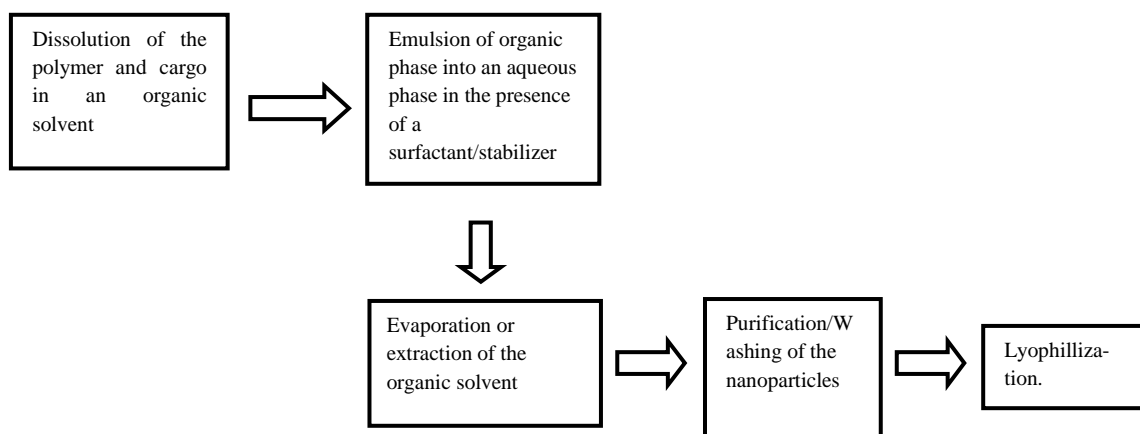 Dissolution of the
polymer and cargo
in an organic
solvent
Emulsion of organic
phase into an aqueous
phase in the presence
of a
surfactant/stabilizer
Evaporation or
extraction of the
organic solvent
Purification/W
ashing of the
nanoparticles
Lyophilliza-
tion.